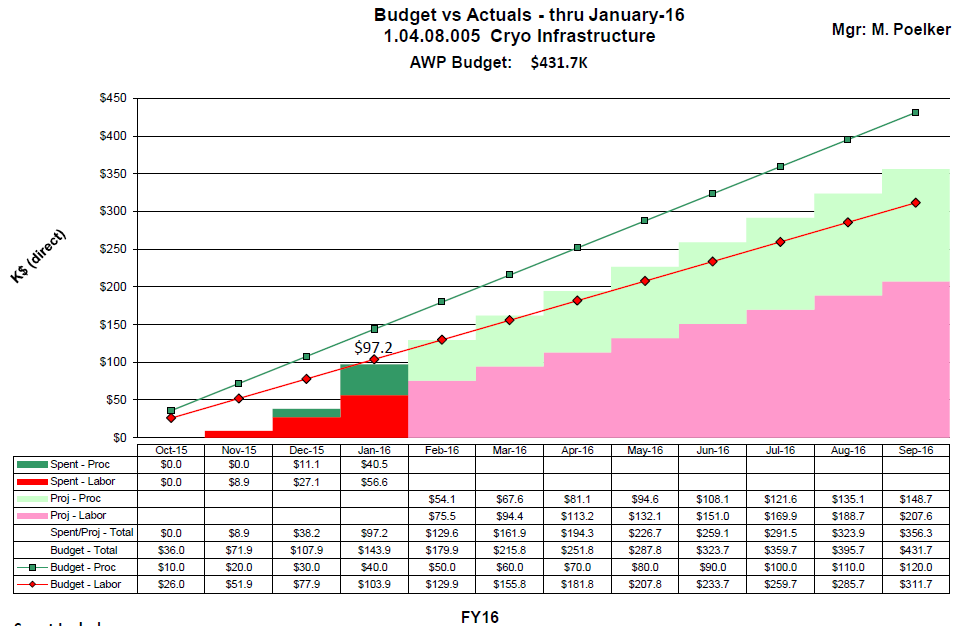 Budget vs Actuals - thru January-16
1.04.08.005 Cryo Infrastructure
Mgr: M. Poelker
AWP Budget: $431.7K
$450
$400
$350
$300
$250
$200
$150
$100
$50
$0
K$ (direct)
$97.2
Oct-15 Nov-15 Dec-15 Jan-16 Feb-16 Mar-16 Apr-16 May-16 Jun-16 Jul-16 Aug-16 Sep-16
Spent - Proc $0.0 $0.0 $11.1 $40.5
Spent - Labor $0.0 $8.9 $27.1 $56.6
Proj - Proc $54.1 $67.6 $81.1 $94.6 $108.1 $121.6 $135.1 $148.7
Proj - Labor $75.5 $94.4 $113.2 $132.1 $151.0 $169.9 $188.7 $207.6
Spent/Proj - Total $0.0 $8.9 $38.2 $97.2 $129.6 $161.9 $194.3 $226.7 $259.1 $291.5 $323.9 $356.3
Budget - Total $36.0 $71.9 $107.9 $143.9 $179.9 $215.8 $251.8 $287.8 $323.7 $359.7 $395.7 $431.7
Budget - Proc $10.0 $20.0 $30.0 $40.0 $50.0 $60.0 $70.0 $80.0 $90.0 $100.0 $110.0 $120.0
Budget - Labor $26.0 $51.9 $77.9 $103.9 $129.9 $155.8 $181.8 $207.8 $233.7 $259.7 $285.7 $311.7
FY16